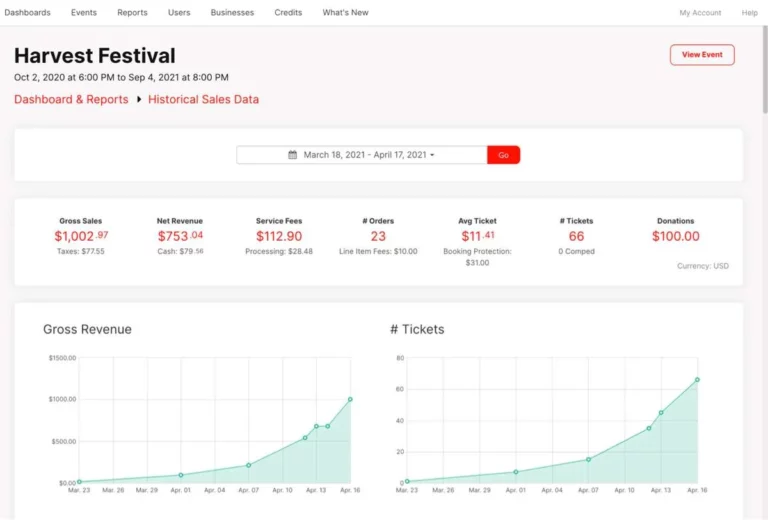 Dashboards Events Reports Users Businesses Credits What's New My Account Help
Harvest Festival
View Event
Oct 2, 2020 at 6:00 PM to Sep 4, 2021 at 8:00 PM
Dashboard & Reports Historical Sales Data
March 18, 2021 - April 17, 2021 Go
Gross Sales Net Revenue Service Fees # Orders Avg Ticket # Tickets Donations
$1,002.97 $753.04 $112.90 23 $11.41 66 $100.00
Taxes: $77.55 Cash: $79.56 Processing: $28.48 Line Item Fees: $10.00 Booking Protection: 0 Comped
$31.00
Currency: USD
Gross Revenue # Tickets
$1500.00 80
60
$1000.00
40
$500.00
20
$0.00 0
Mar. 23 Mar. 26 Mar. 29 Apr. 01 Apr. 04 Apr. 07 Apr. 10 Apr. 13 Apr. 16 Mar. 23 Mar. 26 Mar. 29 Apr. 01 Apr. 04 Apr. 07 Apr. 10 Apr. 13 Apr. 16